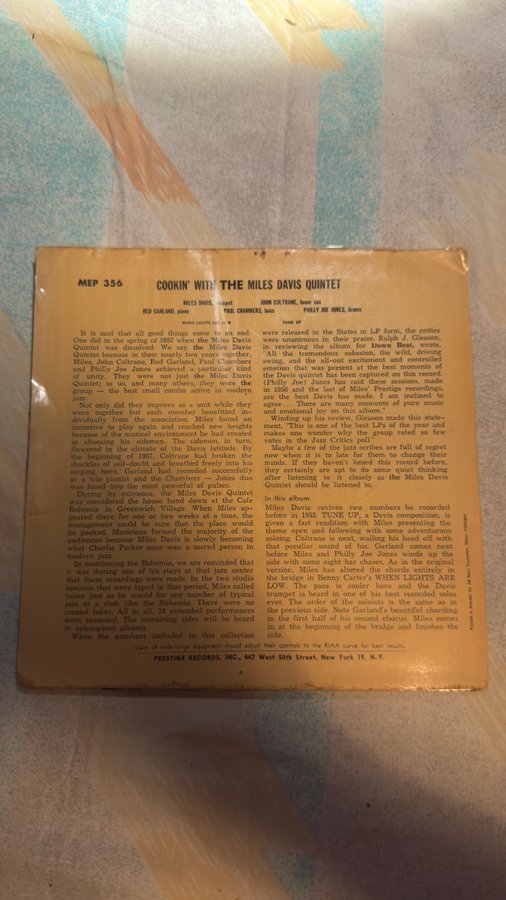 MEP 356
COOKIN' WITH THE MILES DAVIS QUINTET
MILES DAVIS, trumpet JOHN COLTRANE, tenor sax
RED GARLAND, piano PAUL CHAMBERS, bass PHILLY JOE JONES, drums
WHEN LIGHTS ARE LOW
It is said that all good things come to an end.
One did in the spring of 1957 when the Miles Davis
Quintet dissolved. We say the Miles Davis
Quintet because in their nearly two years together,
Miles, John Coltrane, Red Garland, Paul Chambers
and Philly Joe Jones achieved a particular kind
of unity. They were not just the Miles Davis
Quintet; to us, and many others, they were the
group — the best small combo active in modern
jazz.
Not only did they improve as a unit while they
were together but each member benefited in-
dividually from the association. Miles found an
incentive to play again and reached new heights
because of the musical environment he had created
in choosing his sidemen. The sidemen, in turn,
flowered in the climate of the Davis latitude. By
the beginning of 1957, Coltrane had broken the
shackles of self-doubt and breathed freely into his
singing horn. Garland had recorded successfully
as a trio pianist and the Chambers — Jones duo
was fused into the most powerful of pulses.
During its existence, the Miles Davis Quintet
was considered the house band down at the Cafe
Bohemia in Greenwich Village. When Miles ap-
peared there for one or two weeks at a time, the
management could be sure that the place would
be packed. Musicians formed the majority of the
audiences because Miles Davis is slowly becoming
what Charlie Parker once was: a sacred person in
modern jazz.
In mentioning the Bohemia, we are reminded that
it was during one of his stays at that jazz center
that these recordings were made. In the two studio
sessions that were taped in that period, Miles called
tunes just as he would for any number of typical
sets at a club like the Bohemia. There were no
second takes. All in all, 24 extended performances
were recorded. The remaining sides will be heard
in subsequent albums.
When the numbers included in this collection
TUNE UP
were released in the States in LP form, the critics
were unanimous in their praise. Ralph J. Gleason,
in reviewing the album for Down Beat, wrote,
"All the tremendous cohesion, the wild, driving
swing, and the all-out excitement and controlled
emotion that was present at the best moments of
the Davis quintet has been captured on this record.
(Philly Joe) Jones has said these sessions, made
in 1956 and the last of Miles' Prestige recordings,
are the best Davis has made. I am inclined to
agree... There are many moments of pure music
and emotional joy on this album."
Winding up his review, Gleason made this state-
ment, "This is one of the best LPs of the year and
makes one wonder why the group rated so few
votes in the Jazz Critics poll."
Maybe a few of the jazz scribes are full of regret
now when it is to late for them to change their
minds. If they haven't heard this record before,
they certainly are apt to do some quiet thinking
after listening to it closely as the Miles Davis
Quintet should be listened to.
In this album
Miles Davis revives two numbers he recorded
before in 1953. TUNE UP, a Davis composition, is
given a fast rendition with Miles presenting the
theme open and following with some adventurous
soloing. Coltrane is next, wailing his head off with
that peculiar sound of his. Garland comes next
before Miles and Philly Joe Jones winds up the
side with some eight bar chases. As in the original
version, Miles has altered the chords entirely in
the bridge in Benny Carter's WHEN LIGHTS ARE
LOW. The pace is cooler here and the Davis
trumpet is heard in one of his best recorded solos
ever. The order of the soloists is the same as in
the previous side. Note Garland's beautiful chording
in the first half of his second chorus. Miles comes
in at the beginning of the bridge and finishes the
side.
Users of wide-range equipment should adjust their controls to the RIAA curve for best results.
PRESTIGE RECORDS, INC., 447 West 50th Street, New York 19, N. Y.